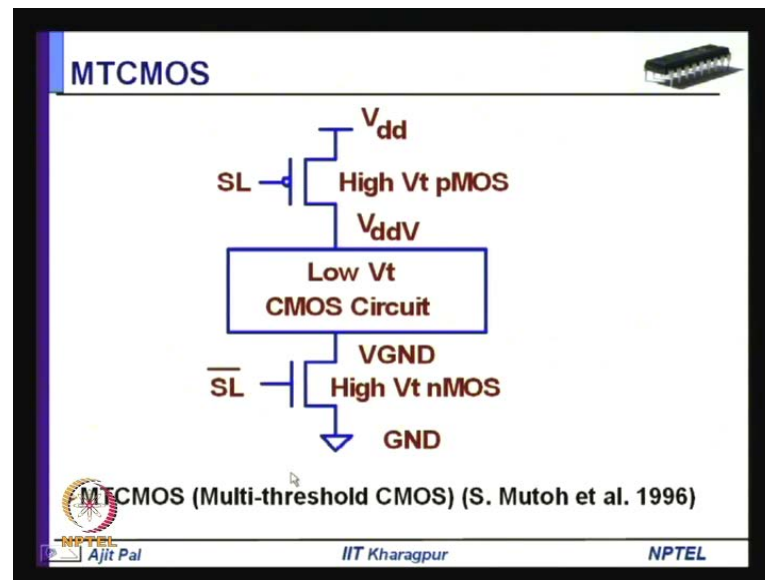 MTCMOS
Vdd
SL
High Vt pMOS
VddV
Low Vt
CMOS Circuit
VGND
S̅L̅
High Vt nMOS
GND
MTCMOS (Multi-threshold CMOS) (S. Mutoh et al. 1996)
NPTEL
Ajit Pal IIT Kharagpur NPTEL